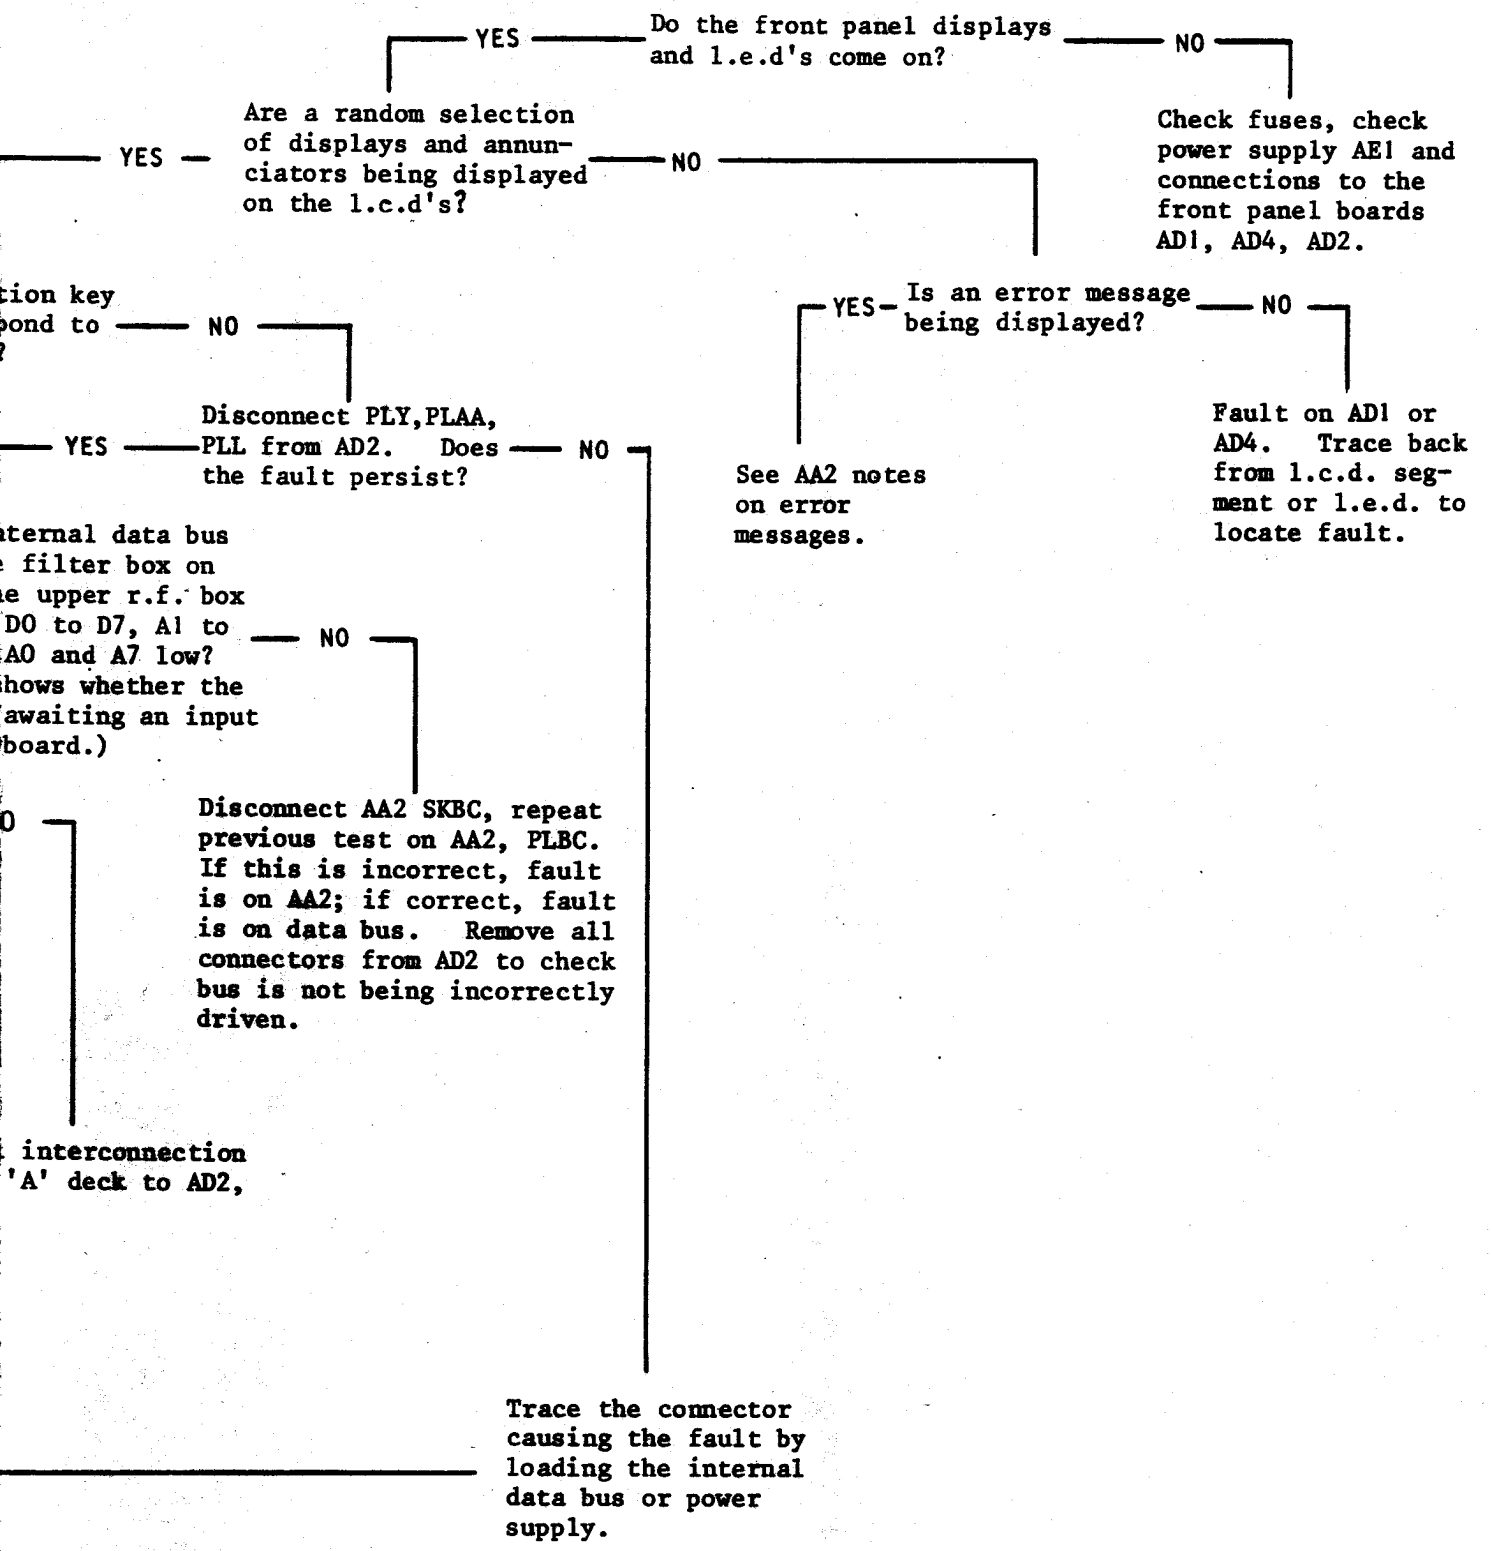 Do the front panel displays
and l.e.d's come on?
YES
NO
Are a random selection
of displays and annun-
ciators being displayed
on the l.c.d's?
YES
NO
Check fuses, check
power supply AE1 and
connections to the
front panel boards
AD1, AD4, AD2.
Is an error message
being displayed?
YES
NO
key
to
?
NO
Disconnect PLY,PLAA,
PLL from AD2. Does
the fault persist?
YES
NO
See AA2 notes
on error
messages.
Fault on AD1 or
AD4. Trace back
from l.c.d. seg-
ment or l.e.d. to
locate fault.
data bus
filter box on
upper r.f. box
D0 to D7, A1 to
A0 and A7 low?
whether the
awaiting an input
board.)
NO
Disconnect AA2 SKBC, repeat
previous test on AA2, PLBC.
If this is incorrect, fault
is on AA2; if correct, fault
is on data bus. Remove all
connectors from AD2 to check
bus is not being incorrectly
driven.
interconnection
'A' deck to AD2,
Trace the connector
causing the fault by
loading the internal
data bus or power
supply.